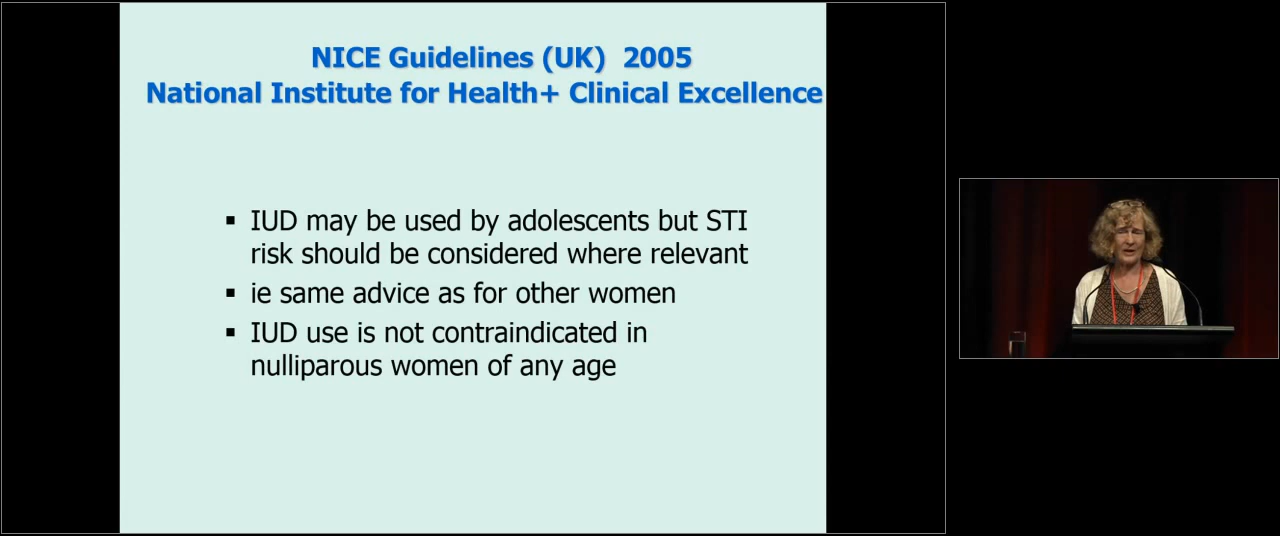 NICE Guidelines (UK) 2005
National Institute for Health+ Clinical Excellence
▪ IUD may be used by adolescents but STI
risk should be considered where relevant
▪ ie same advice as for other women
▪ IUD use is not contraindicated in
nulliparous women of any age